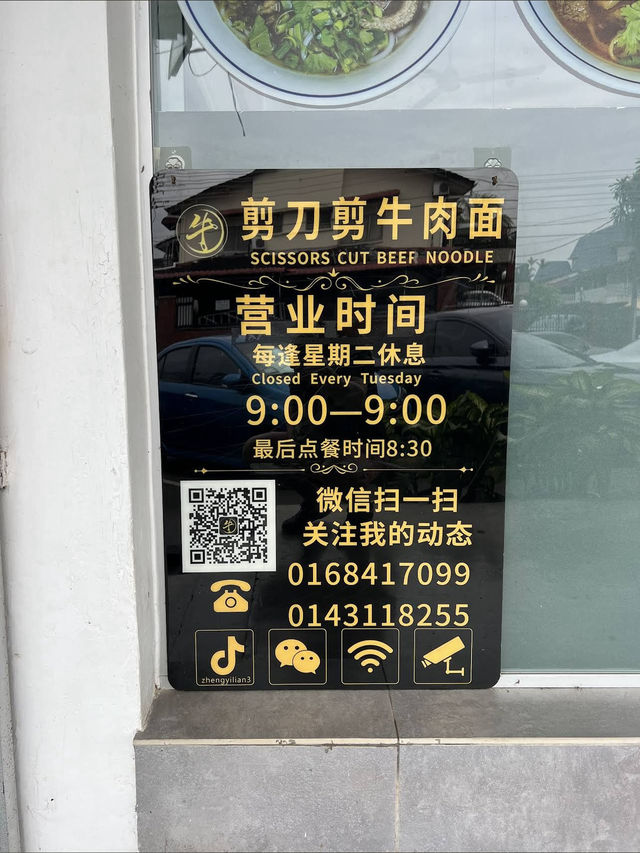 牛
剪刀剪牛肉面
SCISSORS CUT BEEF NOODLE
营业时间
每逢星期二休息
Closed Every Tuesday
9:00—9:00
最后点餐时间8:30
微信扫一扫
关注我的动态
0168417099
0143118255
zhengyilian3